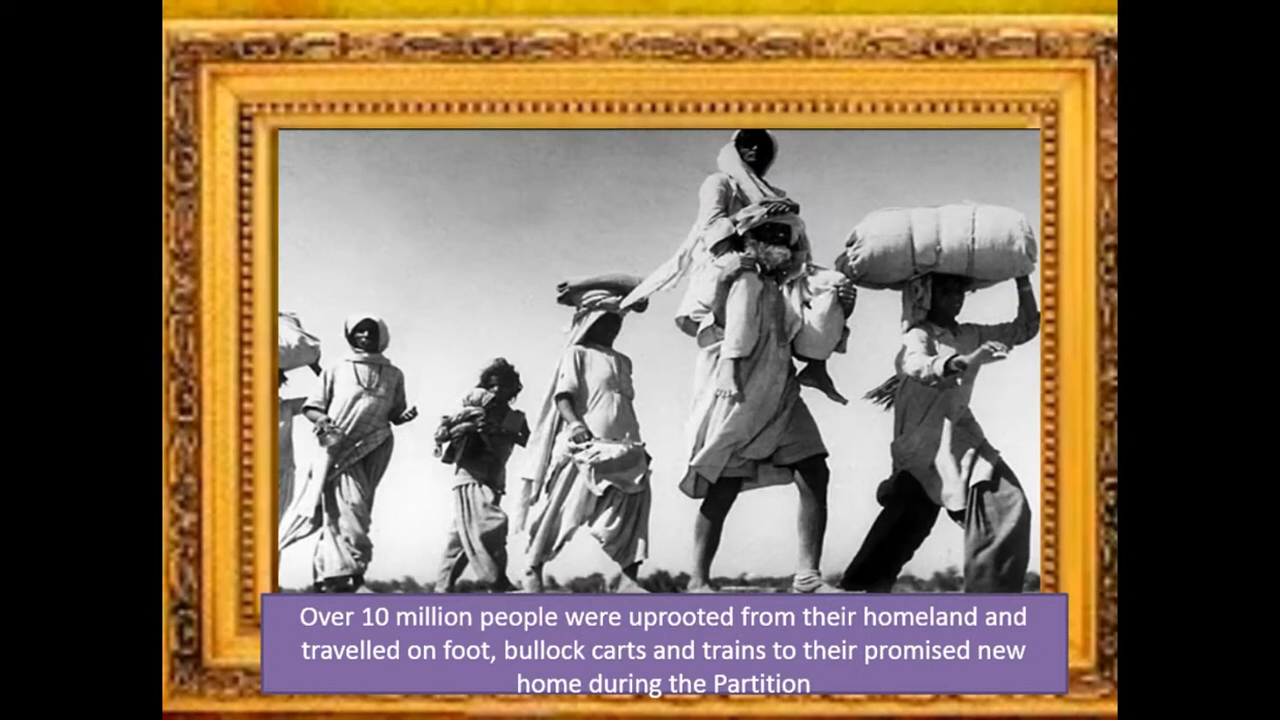 Over 10 million people were uprooted from their homeland and
travelled on foot, bullock carts and trains to their promised new
home during the Partition